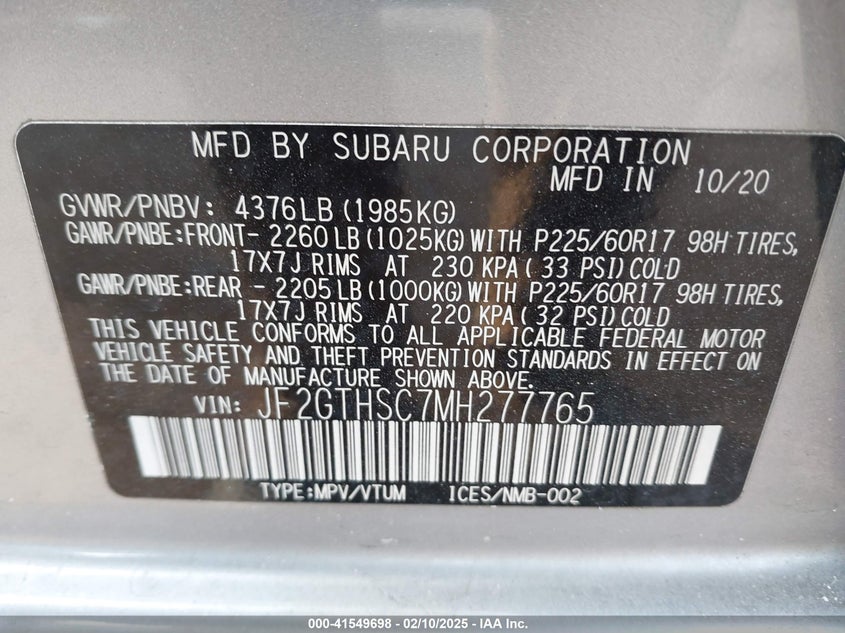 MFD BY SUBARU CORPORATION
MFD IN 10/20
GVWR/PNBV: 4376LB (1985KG)
GAWR/PNBE:FRONT- 2260 LB (1025KG) WITH P225/60R17 98H TIRES,
17X7J RIMS AT 230 KPA ( 33 PSI) COLD
GAWR/PNBE:REAR - 2205 LB (1000KG) WITH P225/60R17 98H TIRES,
17X7J RIMS AT 220 KPA ( 32 PSI) COLD
THIS VEHICLE CONFORMS TO ALL APPLICABLE FEDERAL MOTOR
VEHICLE SAFETY AND THEFT PREVENTION STANDARDS IN EFFECT ON
THE DATE OF MANUFACTURE SHOWN ABOVE.
VIN: JF2GTHSC7MH277765
TYPE:MPV/VTUM ICES/NMB-002
000-41549698 - 02/10/2025 - IAA Inc.